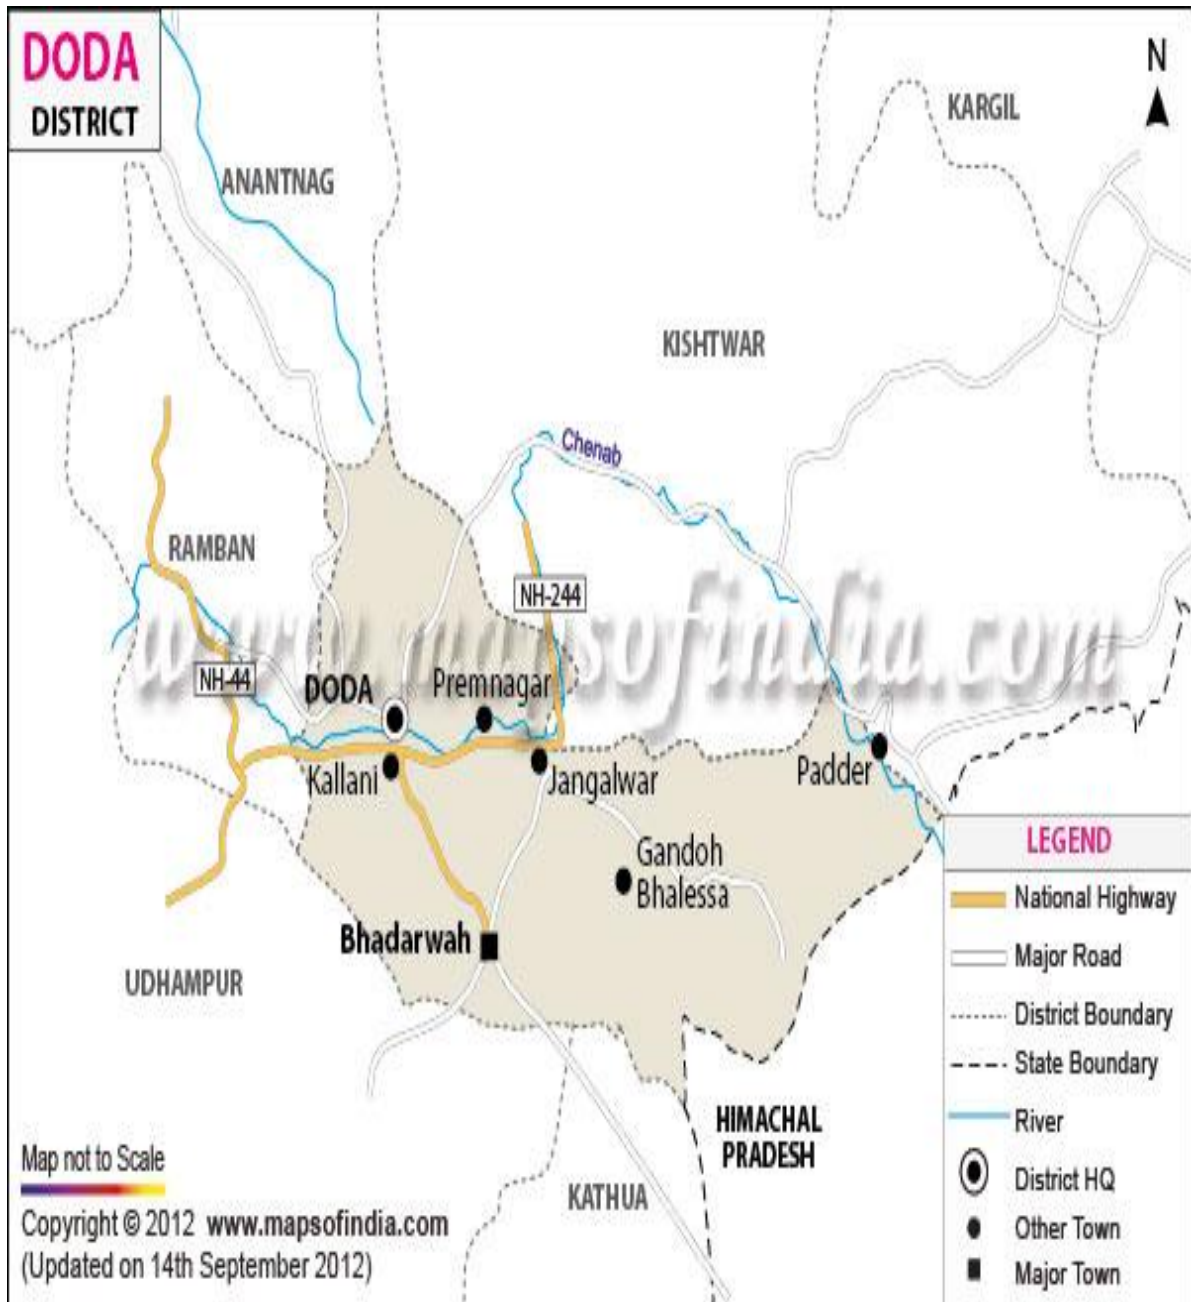 DODA
DISTRICT
N
KARGIL
ANANTNAG
KISHTWAR
Chenab
RAMBAN
NH-244
www.mapsofindia.com
NH-44
DODA
Premnagar
Kallani
Jangalwar
Padder
Gandoh
Bhalessa
Bhadarwah
UDHAMPUR
HIMACHAL
PRADESH
KATHUA
LEGEND
National Highway
Major Road
District Boundary
State Boundary
River
District HQ
Other Town
Major Town
Map not to Scale
Copyright © 2012 www.mapsofindia.com
(Updated on 14th September 2012)